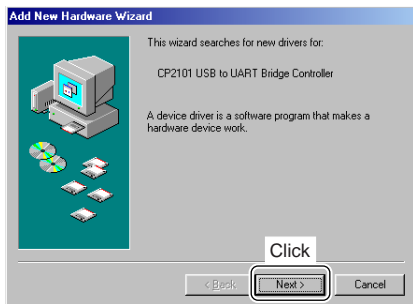 Add New Hardware Wizard
This wizard searches for new drivers for:
CP2101 USB to UART Bridge Controller
A device driver is a software program that makes a
hardware device work.
Click
< Back
Next >
Cancel